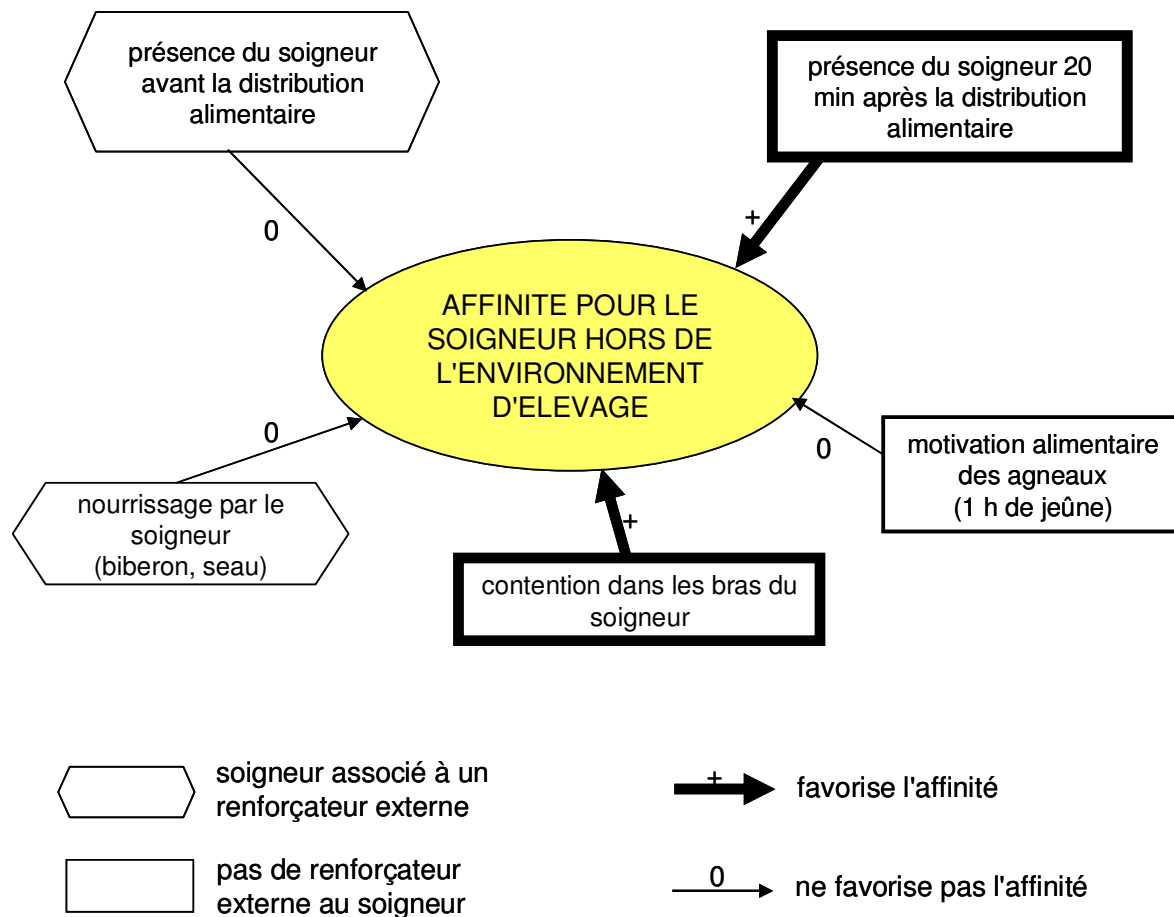 présence du soigneur
avant la distribution
alimentaire
présence du soigneur 20
min après la distribution
alimentaire
0
+
AFFINITE POUR LE
SOIGNEUR HORS DE
L'ENVIRONNEMENT
D'ELEVAGE
0
0
nourrissage par le
soigneur
(biberon, seau)
motivation alimentaire
des agneaux
(1 h de jeûne)
+
contention dans les bras du
soigneur
soigneur associé à un
renforçateur externe
+
favorise l'affinité
pas de renforçateur
externe au soigneur
0
ne favorise pas l'affinité